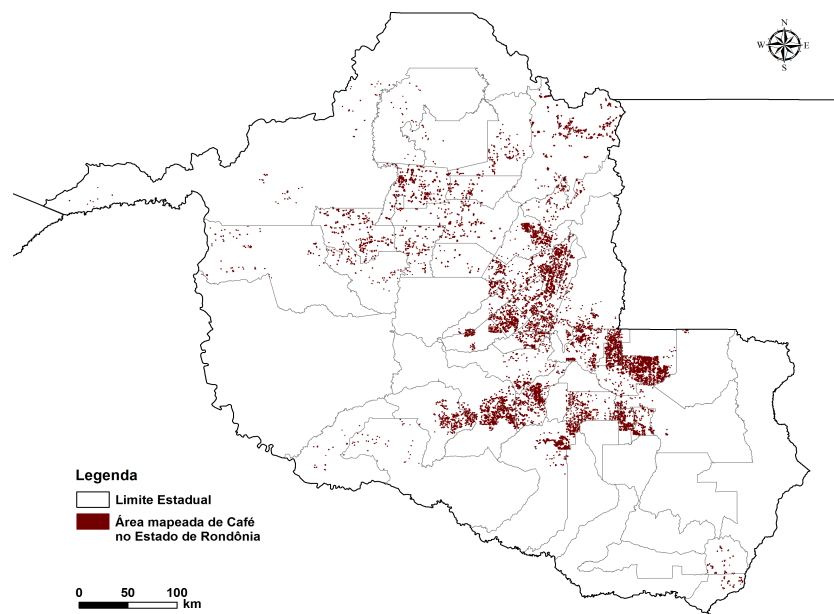 N
W E
S
Legenda
Limite Estadual
Área mapeada de Café
no Estado de Rondônia
0 50 100
km